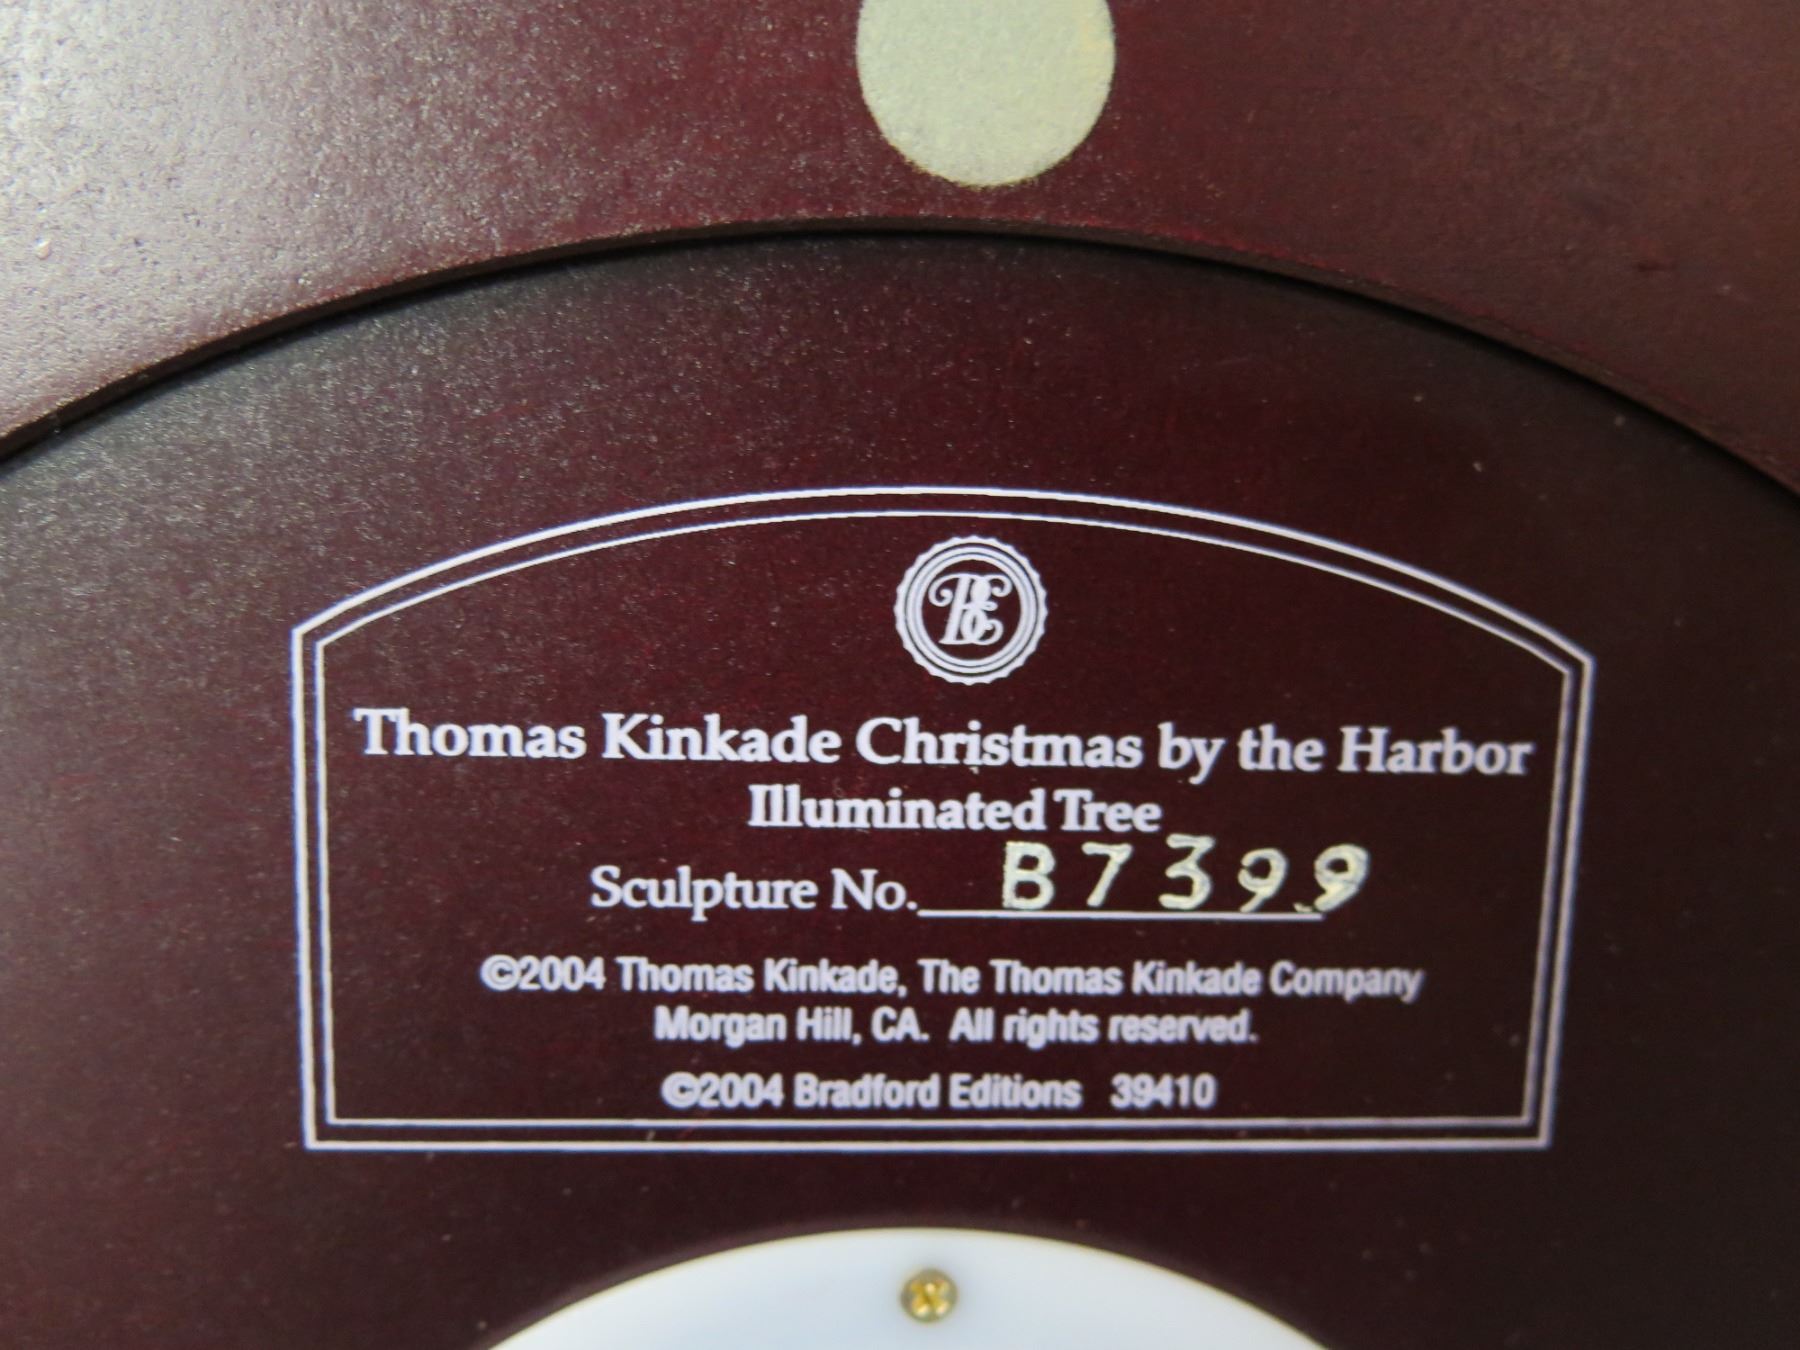 BE
Thomas Kinkade Christmas by the Harbor
Illuminated Tree
Sculpture No. B7399
©2004 Thomas Kinkade, The Thomas Kinkade Company
Morgan Hill, CA. All rights reserved.
©2004 Bradford Editions 39410